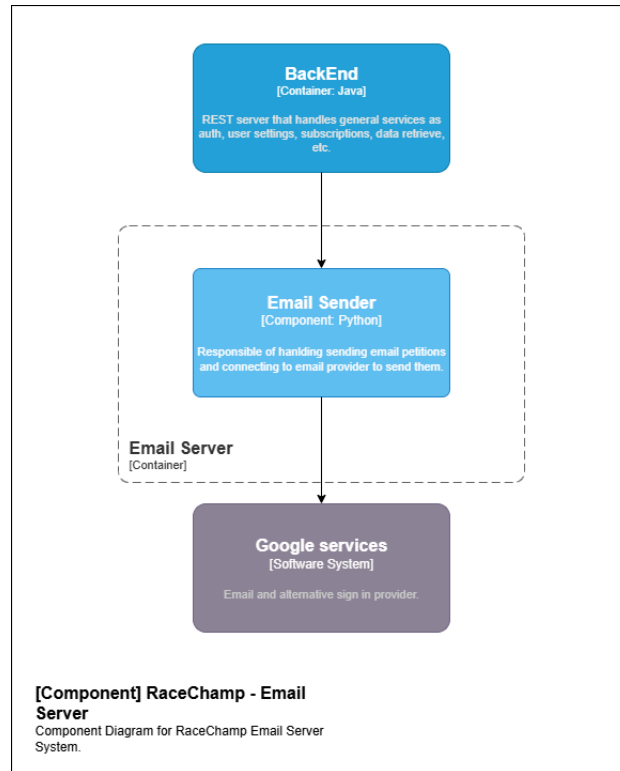 BackEnd
[Container: Java]
REST server that handles general services as
auth, user settings, subscriptions, data retrieve,
etc.
Email Sender
[Component: Python]
Responsible of hanlding sending email petitions
and connecting to email provider to send them.
Email Server
[Container]
Google services
[Software System]
Email and alternative sign in provider.
[Component] RaceChamp - Email
Server
Component Diagram for RaceChamp Email Server
System.